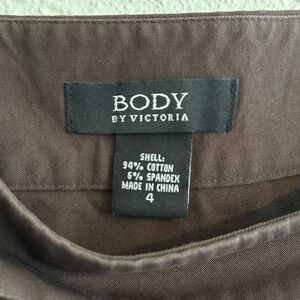 BODY
BY VICTORIA
SHELL:
94% COTTON
6% SPANDEX
MADE IN CHINA
4